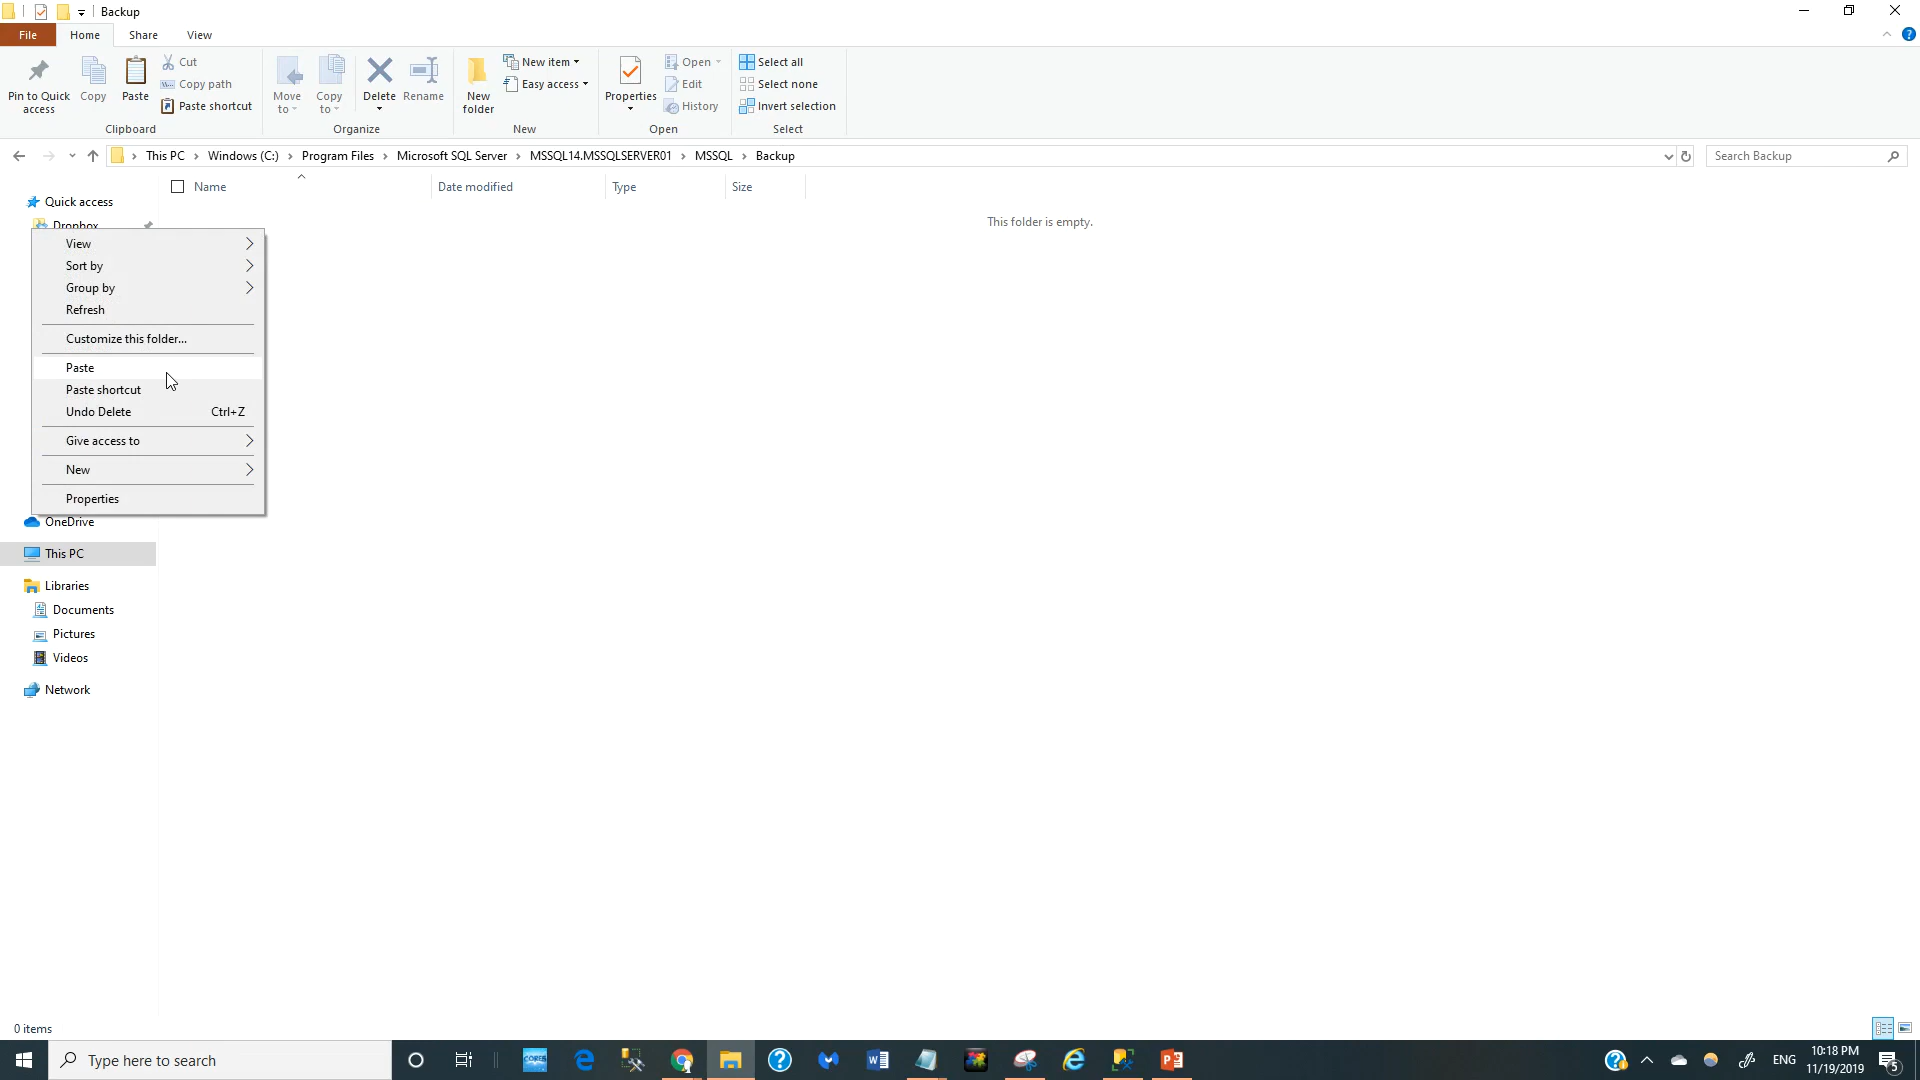 Backup
File Home Share View
Pin to Quick access
Copy
Paste
Cut
Copy path
Paste shortcut
Clipboard
Move to
Copy to
Delete
Rename
Organize
New folder
New item
Easy access
New
Properties
Open
Edit
History
Open
Select all
Select none
Invert selection
Select
This PC > Windows (C:) > Program Files > Microsoft SQL Server > MSSQL14.MSSQLSERVER01 > MSSQL > Backup
Search Backup
Name Date modified Type Size
This folder is empty.
Quick access
Dropbox
View
Sort by
Group by
Refresh
Customize this folder...
Paste
Paste shortcut
Undo Delete Ctrl+Z
Give access to
New
Properties
OneDrive
This PC
Libraries
Documents
Pictures
Videos
Network
0 items
Type here to search
ENG
10:18 PM
11/19/2019
5